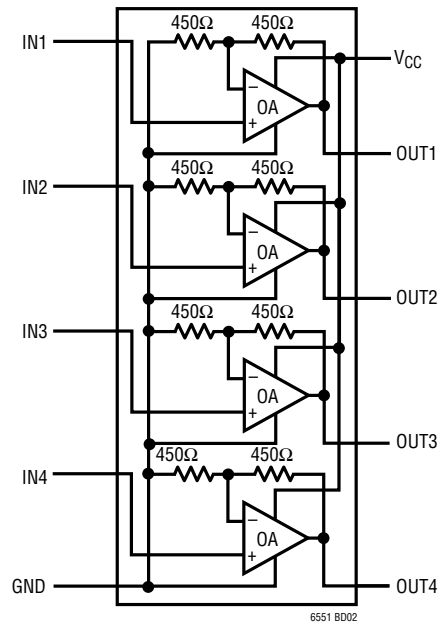 450Ω 450Ω
IN1
VCC
−
OA
+
OUT1
450Ω 450Ω
IN2
−
OA
+
OUT2
450Ω 450Ω
IN3
−
OA
+
OUT3
450Ω 450Ω
IN4
−
OA
+
GND
OUT4
6551 BD02